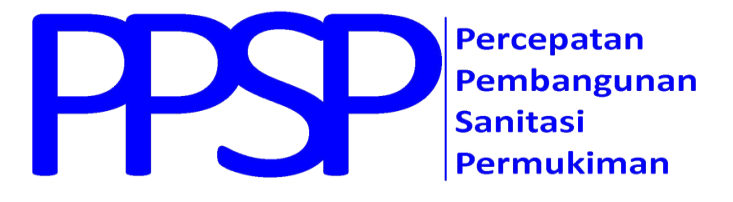 PPSP
Percepatan
Pembangunan
Sanitasi
Permukiman